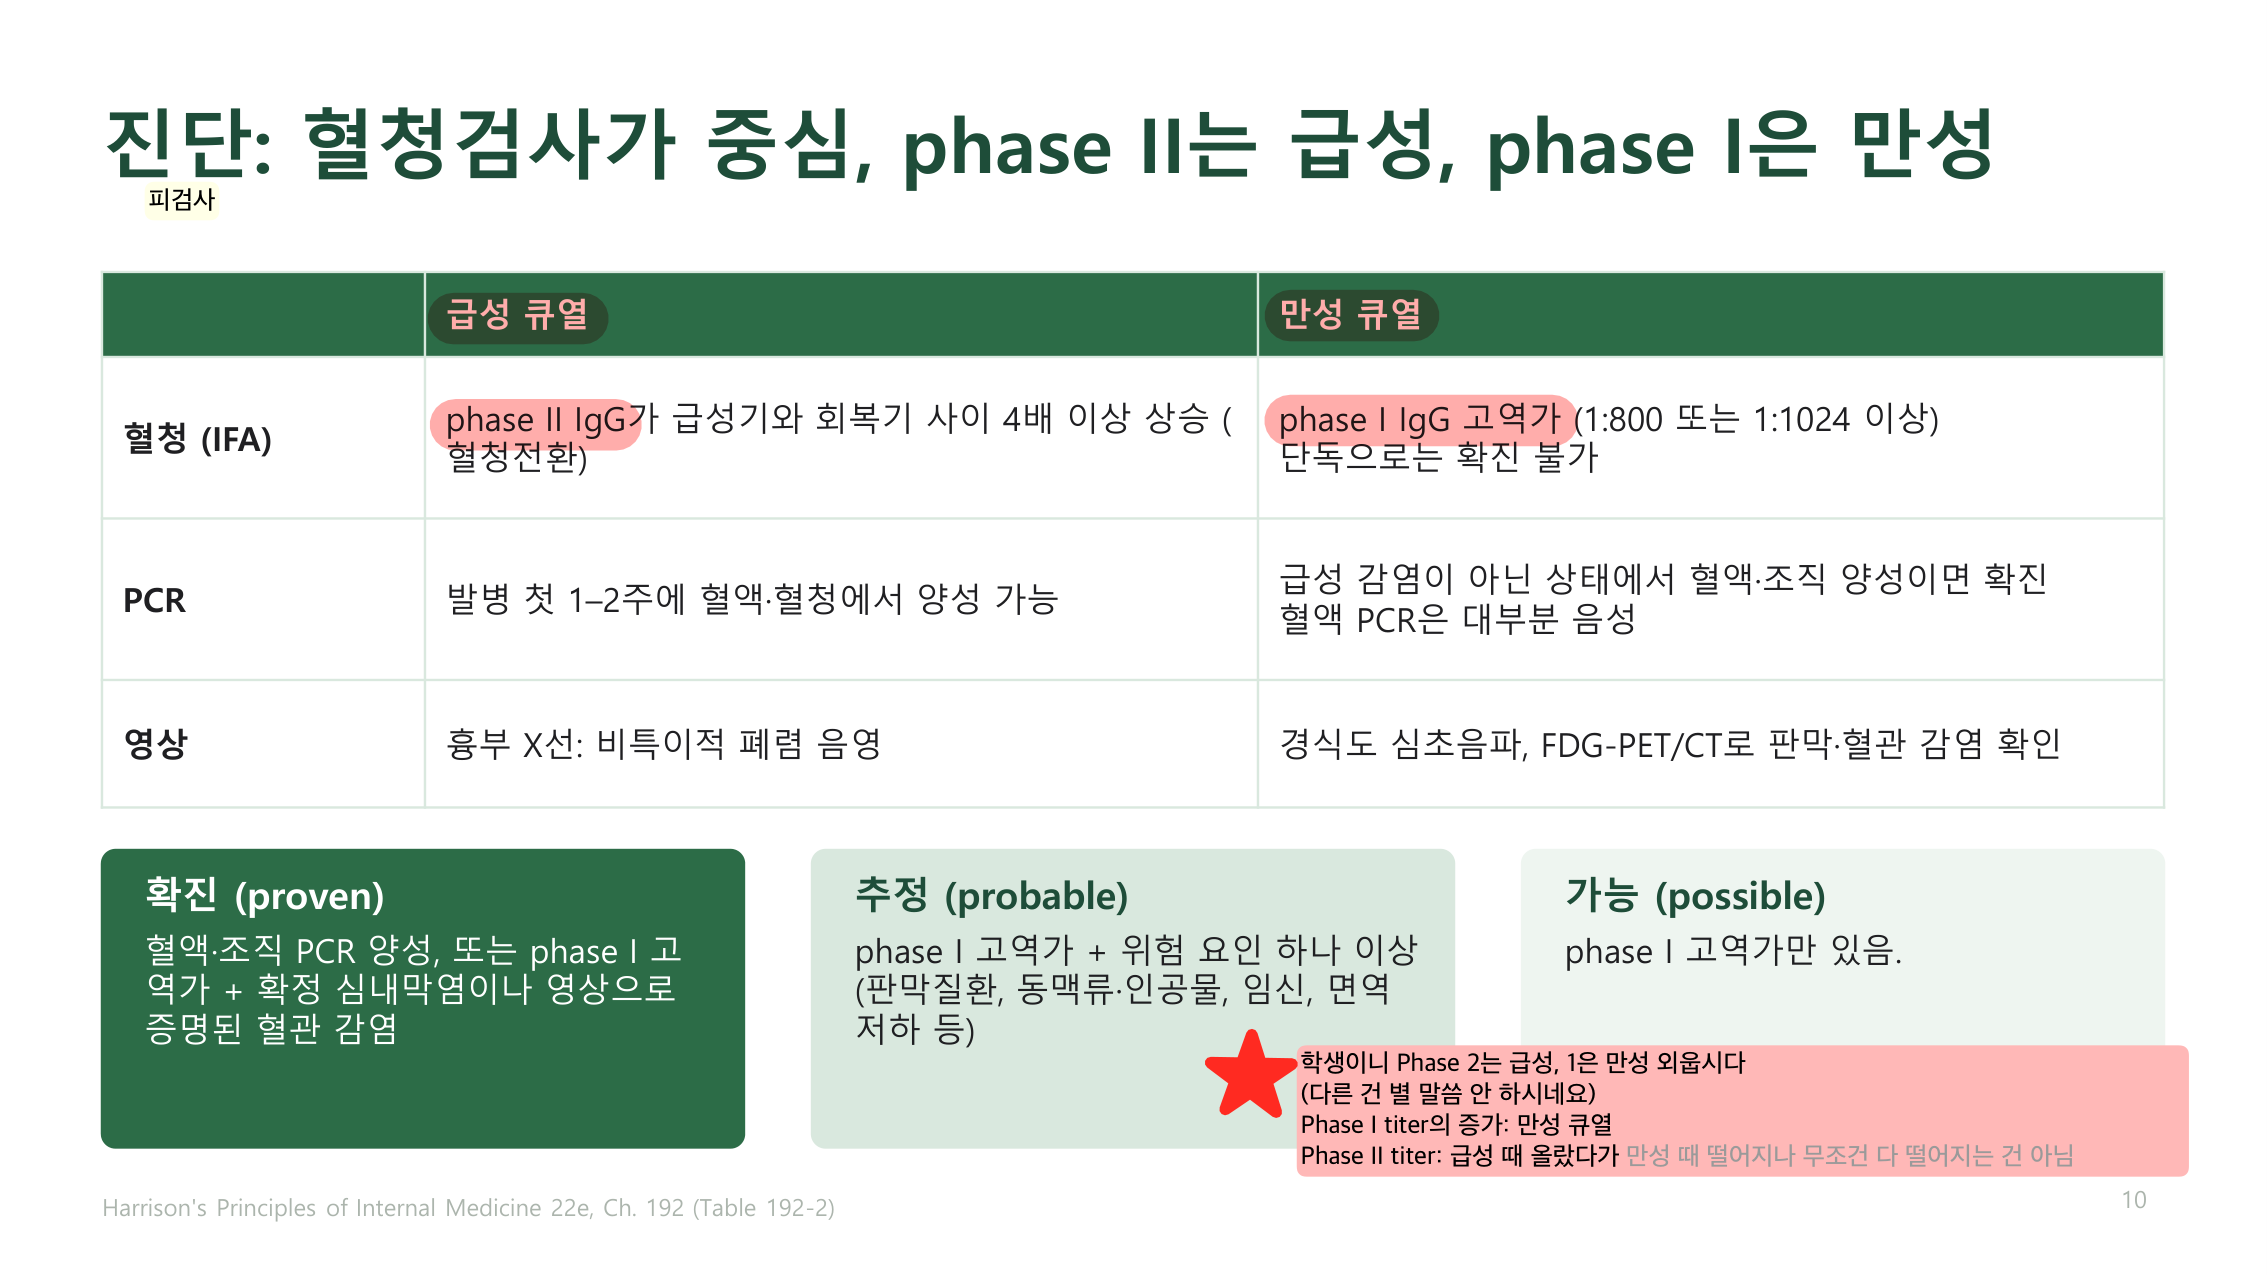 진단: 혈청검사가 중심, phase II는 급성, phase I은 만성
피검사
급성 큐열
만성 큐열
혈청 (IFA)
phase II IgG가 급성기와 회복기 사이 4배 이상 상승 (
혈청전환)
phase I IgG 고역가 (1:800 또는 1:1024 이상)
단독으로는 확진 불가
PCR
발병 첫 1–2주에 혈액·혈청에서 양성 가능
급성 감염이 아닌 상태에서 혈액·조직 양성이면 확진
혈액 PCR은 대부분 음성
영상
흉부 X선: 비특이적 폐렴 음영
경식도 심초음파, FDG-PET/CT로 판막·혈관 감염 확인
확진 (proven)
혈액·조직 PCR 양성, 또는 phase I 고
역가 + 확정 심내막염이나 영상으로
증명된 혈관 감염
추정 (probable)
phase I 고역가 + 위험 요인 하나 이상
(판막질환, 동맥류·인공물, 임신, 면역
저하 등)
가능 (possible)
phase I 고역가만 있음.
학생이니 Phase 2는 급성, 1은 만성 외웁시다
(다른 건 별 말씀 안 하시네요)
Phase I titer의 증가: 만성 큐열
Phase II titer: 급성 때 올랐다가 만성 때 떨어지나 무조건 다 떨어지는 건 아님
Harrison's Principles of Internal Medicine 22e, Ch. 192 (Table 192-2)
10